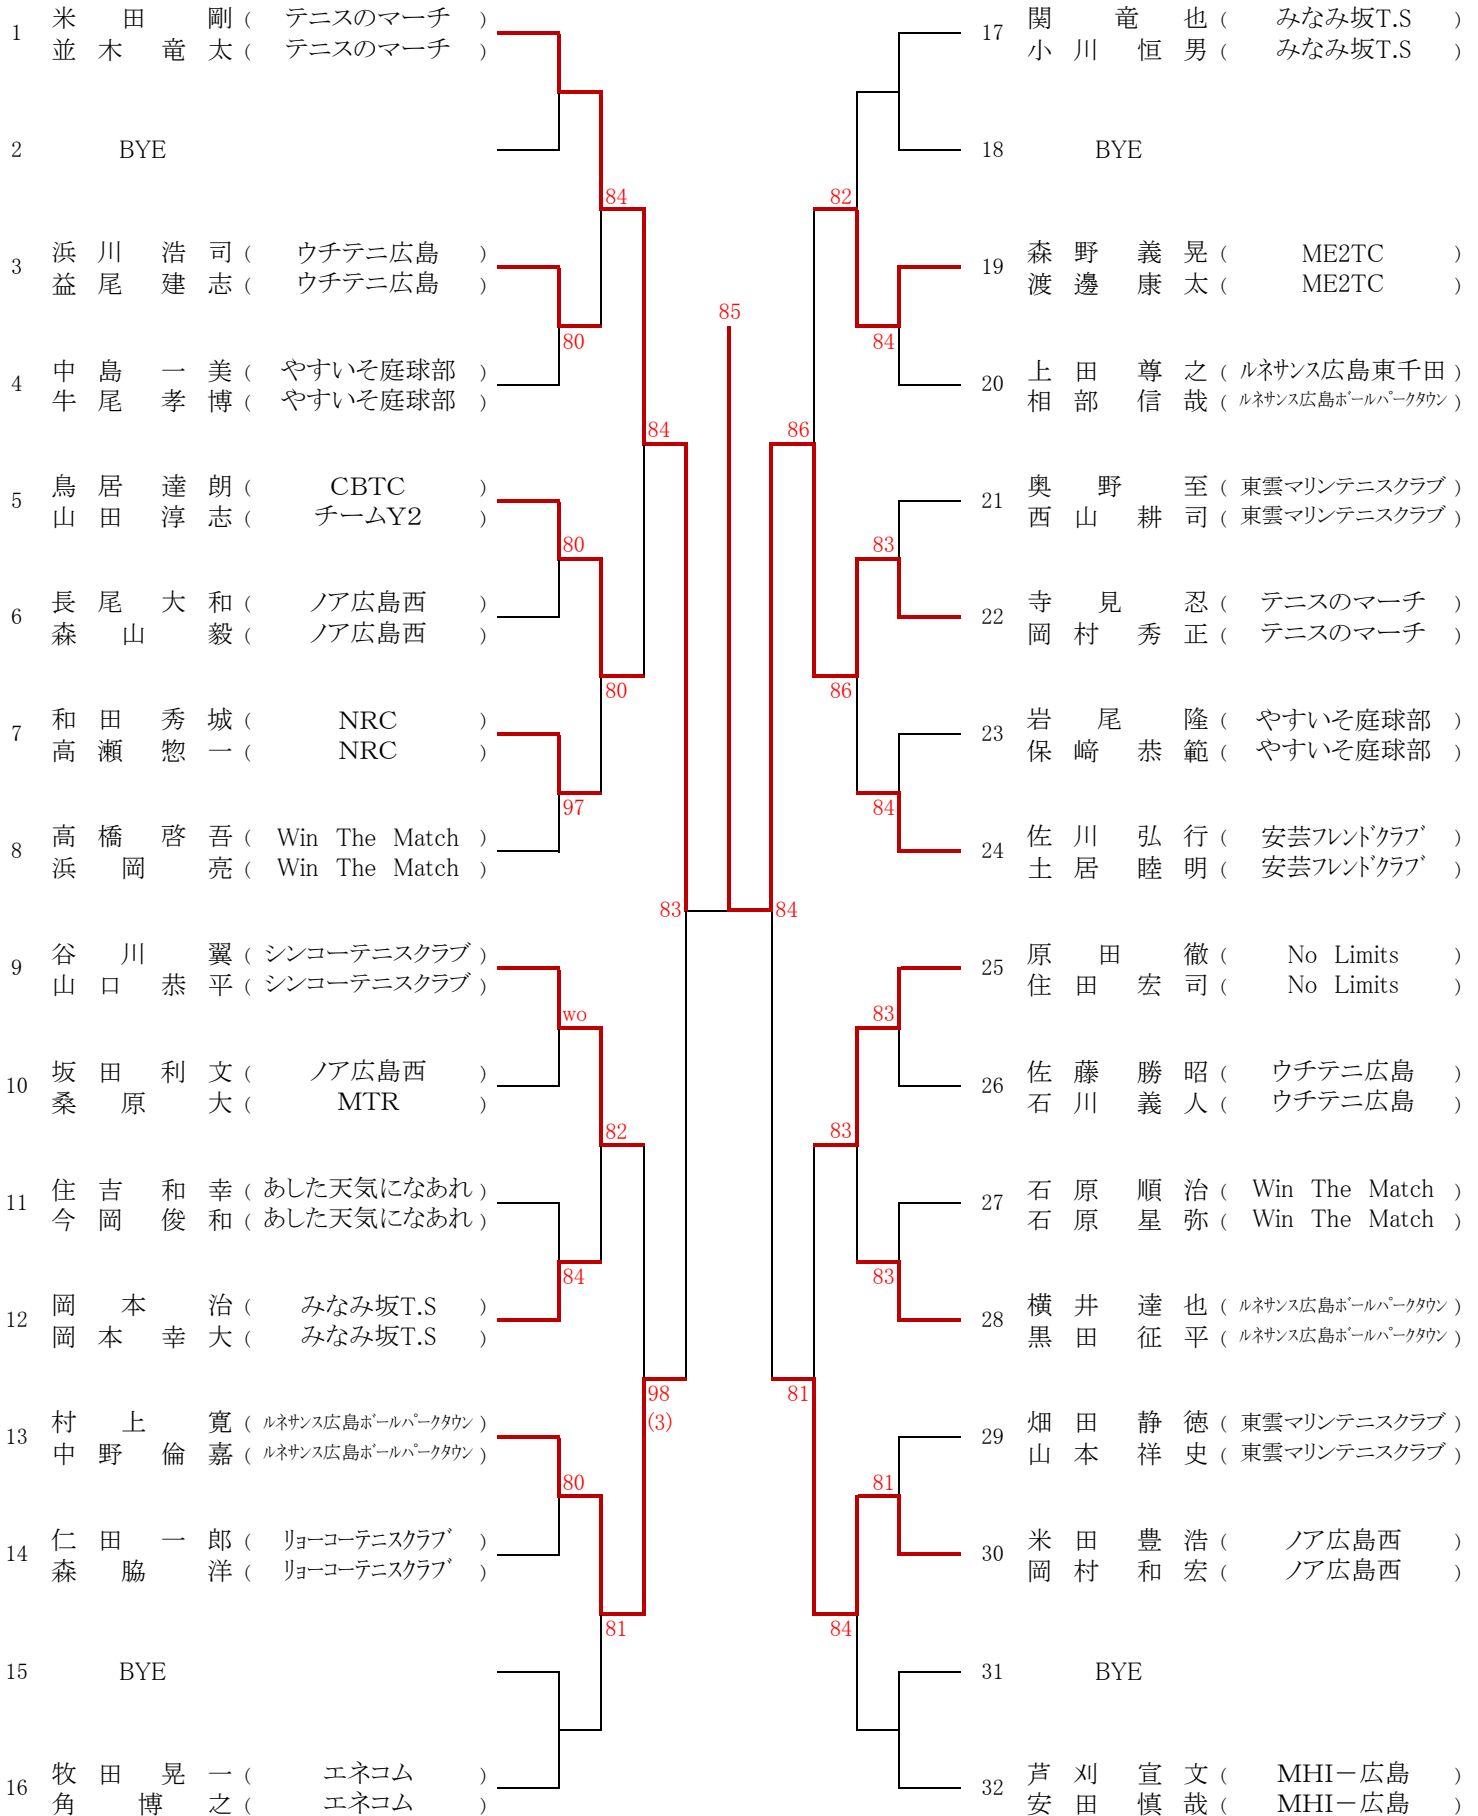 1 米田 剛 ( テニスのマーチ )
並木 竜太 ( テニスのマーチ )
2 BYE
84
3 浜川 浩司 ( ウチテニ広島 )
益尾 建志 ( ウチテニ広島 )
80
4 中島 一美 ( やすいそ庭球部 )
牛尾 孝博 ( やすいそ庭球部 )
84
5 鳥居 達朗 ( CBTC )
山田 淳志 ( チームY2 )
80
6 長尾 大和 ( ノア広島西 )
森山 毅 ( ノア広島西 )
80
7 和田 秀城 ( NRC )
高瀬 惣一 ( NRC )
97
8 高橋 啓吾 ( Win The Match )
浜岡 亮 ( Win The Match )
83
9 谷川 翼 ( シンコーテニスクラブ )
山口 恭平 ( シンコーテニスクラブ )
wo
10 坂田 利文 ( ノア広島西 )
桑原 大 ( MTR )
82
11 住吉 和幸 ( あした天気になあれ )
今岡 俊和 ( あした天気になあれ )
84
12 岡本 治 ( みなみ坂T.S )
岡本 幸大 ( みなみ坂T.S )
98
(3)
13 村上 寛 ( ルネサンス広島ボールパークタウン )
中野 倫嘉 ( ルネサンス広島ボールパークタウン )
80
14 仁田 一郎 ( リョーコーテニスクラブ )
森脇 洋 ( リョーコーテニスクラブ )
81
15 BYE
16 牧田 晃一 ( エネコム )
角 博之 ( エネコム )
85
17 関 竜也 ( みなみ坂T.S )
小川 恒男 ( みなみ坂T.S )
18 BYE
82
19 森野 義晃 ( ME2TC )
渡邊 康太 ( ME2TC )
84
20 上田 尊之 ( ルネサンス広島東千田 )
相部 信哉 ( ルネサンス広島ボールパークタウン )
86
21 奥野 至 ( 東雲マリンテニスクラブ )
西山 耕司 ( 東雲マリンテニスクラブ )
83
22 寺見 忍 ( テニスのマーチ )
岡村 秀正 ( テニスのマーチ )
86
23 岩尾 隆 ( やすいそ庭球部 )
保崎 恭範 ( やすいそ庭球部 )
84
24 佐川 弘行 ( 安芸フレンドクラブ )
土居 睦明 ( 安芸フレンドクラブ )
84
25 原田 徹 ( No Limits )
住田 宏司 ( No Limits )
83
26 佐藤 勝昭 ( ウチテニ広島 )
石川 義人 ( ウチテニ広島 )
83
27 石原 順治 ( Win The Match )
石原 星弥 ( Win The Match )
83
28 横井 達也 ( ルネサンス広島ボールパークタウン )
黒田 征平 ( ルネサンス広島ボールパークタウン )
81
29 畑田 静徳 ( 東雲マリンテニスクラブ )
山本 祥史 ( 東雲マリンテニスクラブ )
81
30 米田 豊浩 ( ノア広島西 )
岡村 和宏 ( ノア広島西 )
84
31 BYE
32 芦刈 宣文 ( MHI－広島 )
安田 慎哉 ( MHI－広島 )